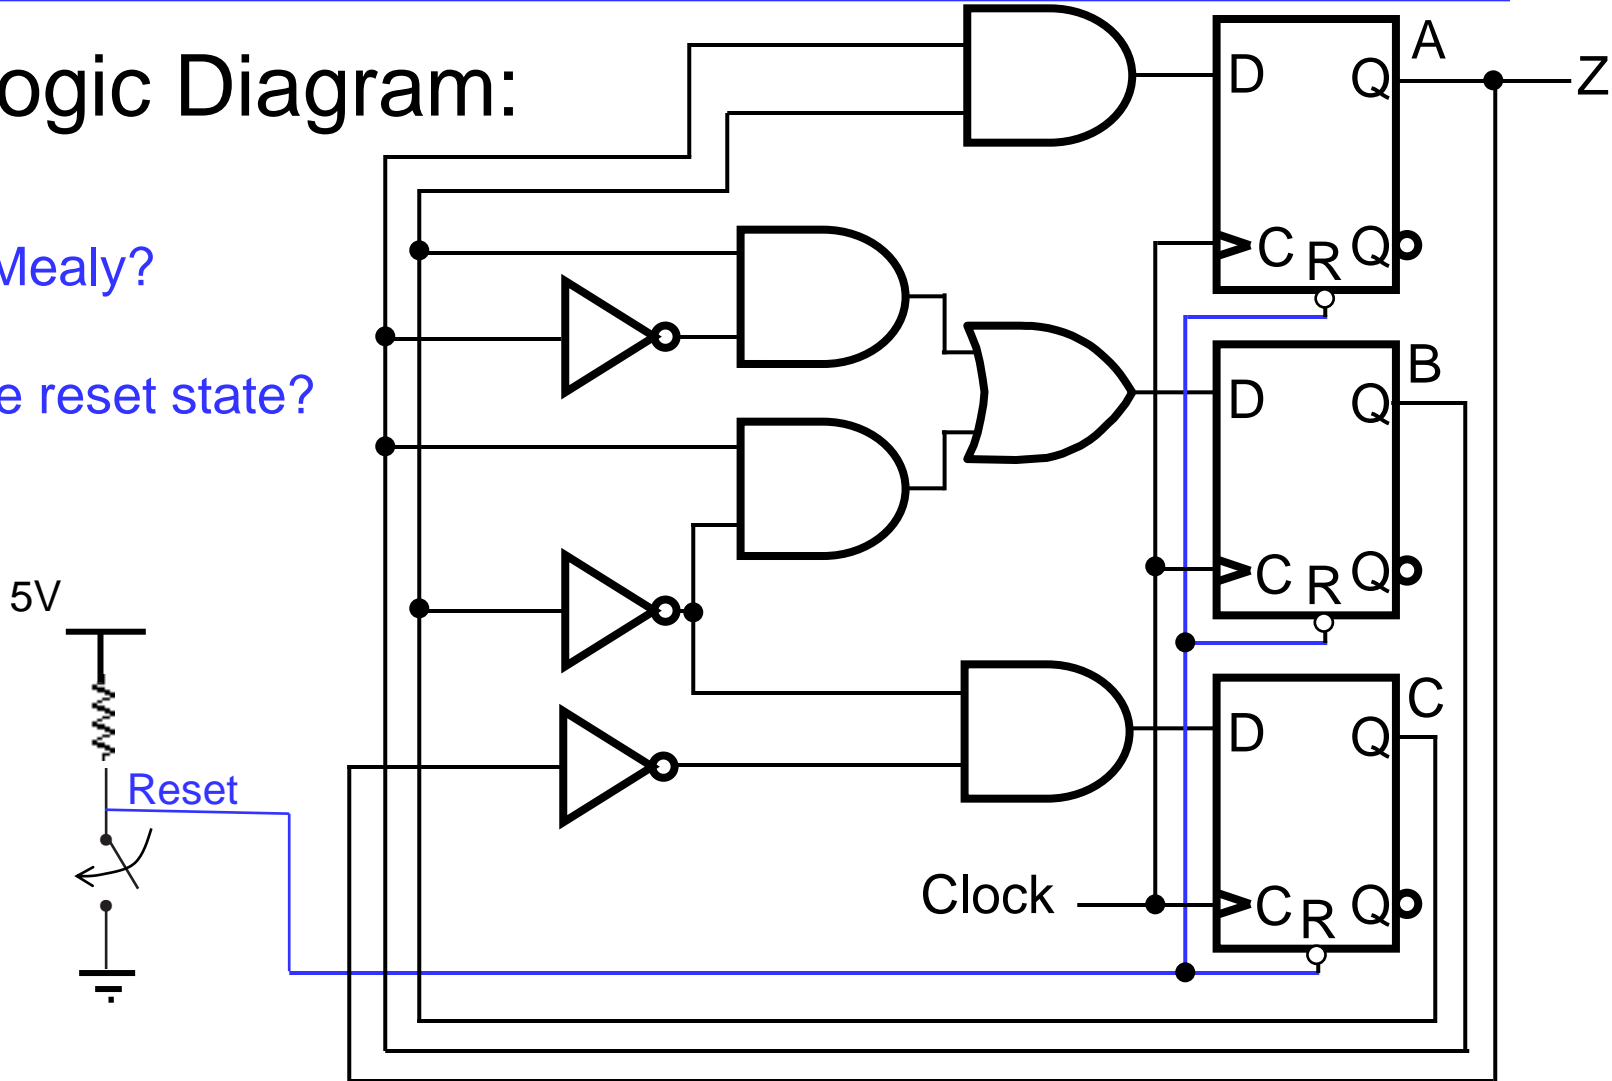 ogic Diagram:
Mealy?
e reset state?
5V
Reset
Clock
A
D Q
Z
C R Q
B
D Q
C R Q
C
D Q
C R Q